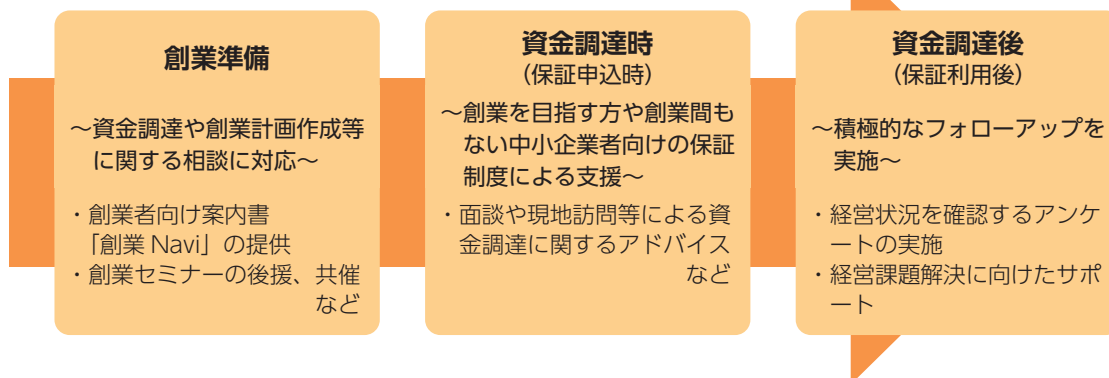 創業準備
～資金調達や創業計画作成等
に関する相談に対応～
・創業者向け案内書
「創業 Navi」の提供
・創業セミナーの後援、共催
など
資金調達時
（保証申込時）
～創業を目指す方や創業間も
ない中小企業者向けの保証
制度による支援～
・面談や現地訪問等による資
金調達に関するアドバイス
など
資金調達後
（保証利用後）
～積極的なフォローアップを
実施～
・経営状況を確認するアンケ
ートの実施
・経営課題解決に向けたサポ
ート